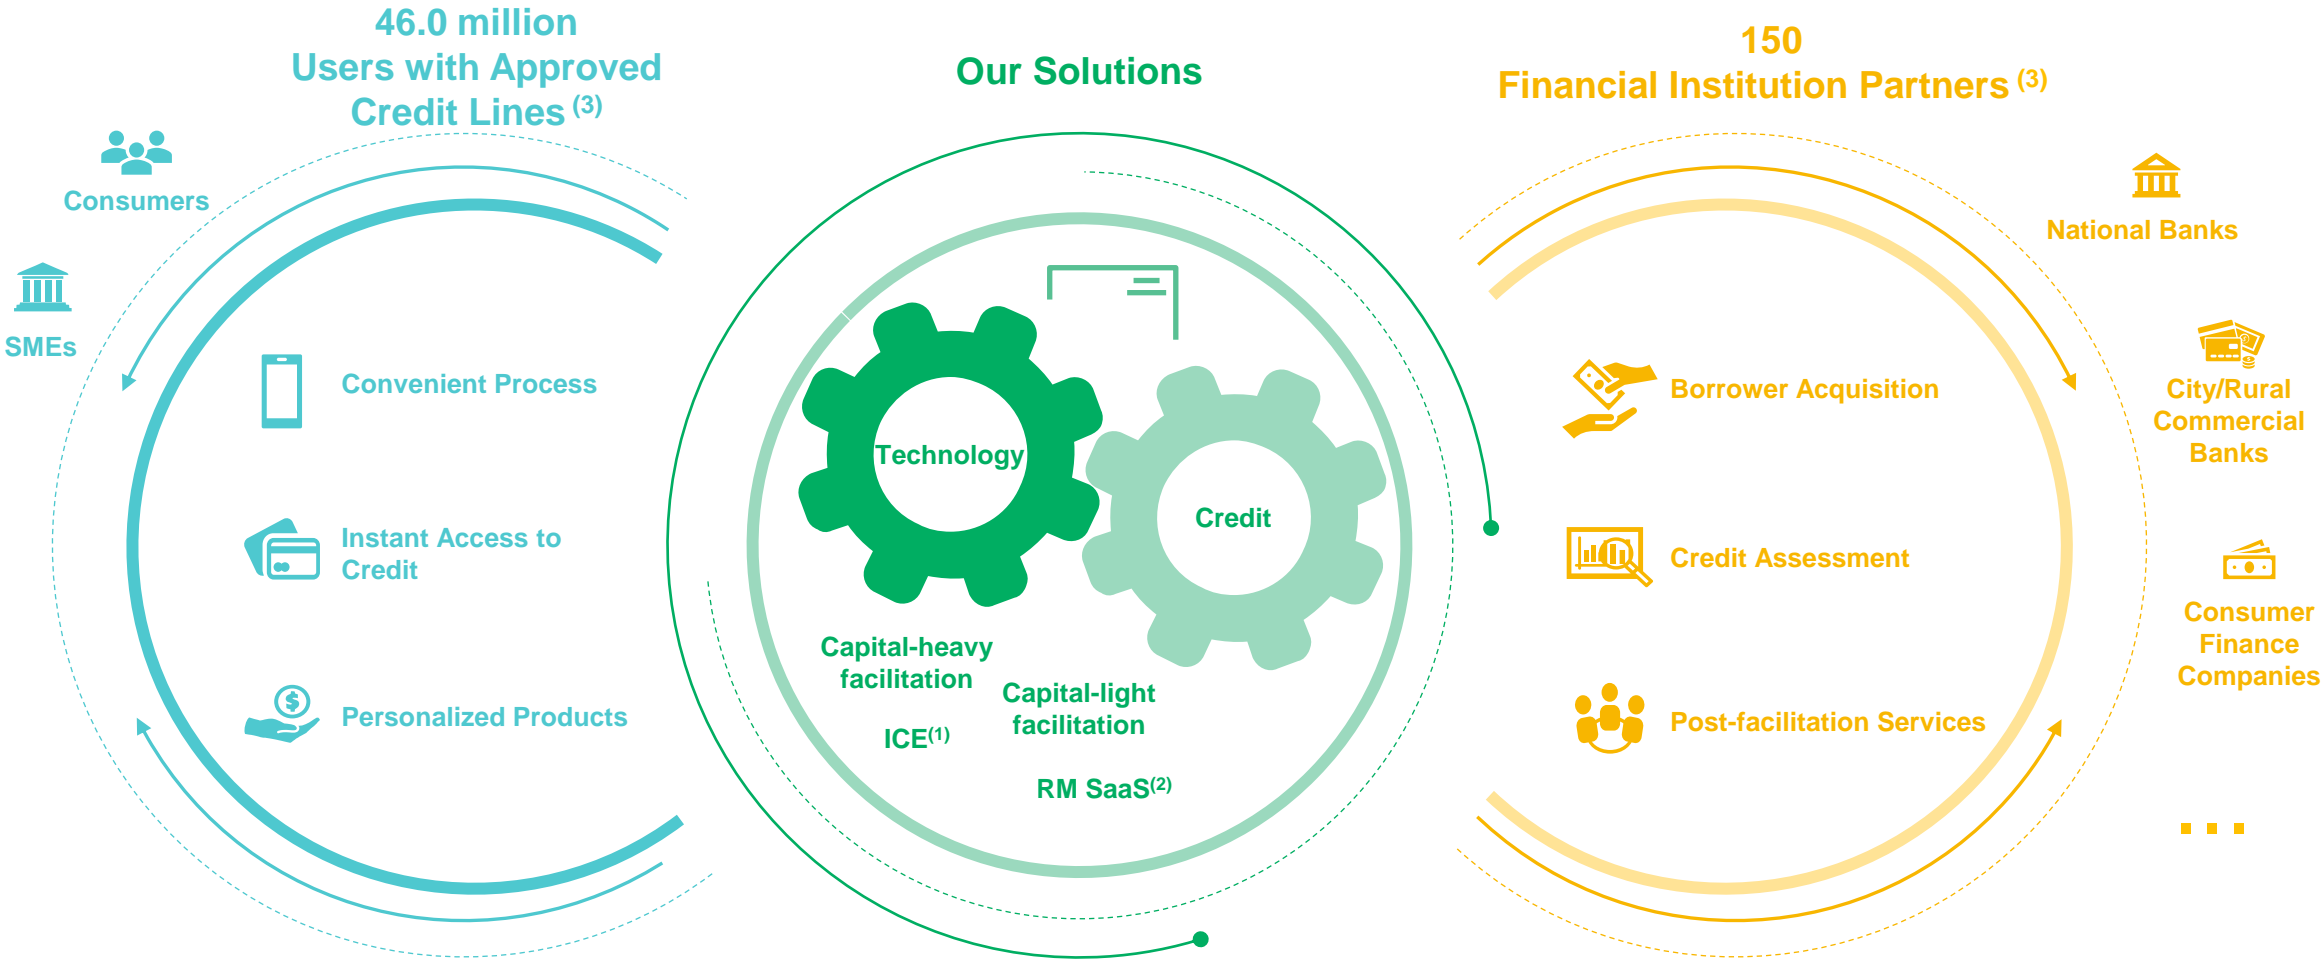 46.0 million
Users with Approved
Credit Lines (3)
Consumers
SMEs
Convenient Process
Instant Access to
Credit
Personalized Products
Our Solutions
Technology
Credit
Capital-heavy
facilitation
Capital-light
facilitation
ICE(1)
RM SaaS(2)
150
Financial Institution Partners (3)
Borrower Acquisition
Credit Assessment
Post-facilitation Services
National Banks
City/Rural
Commercial
Banks
Consumer
Finance
Companies
...